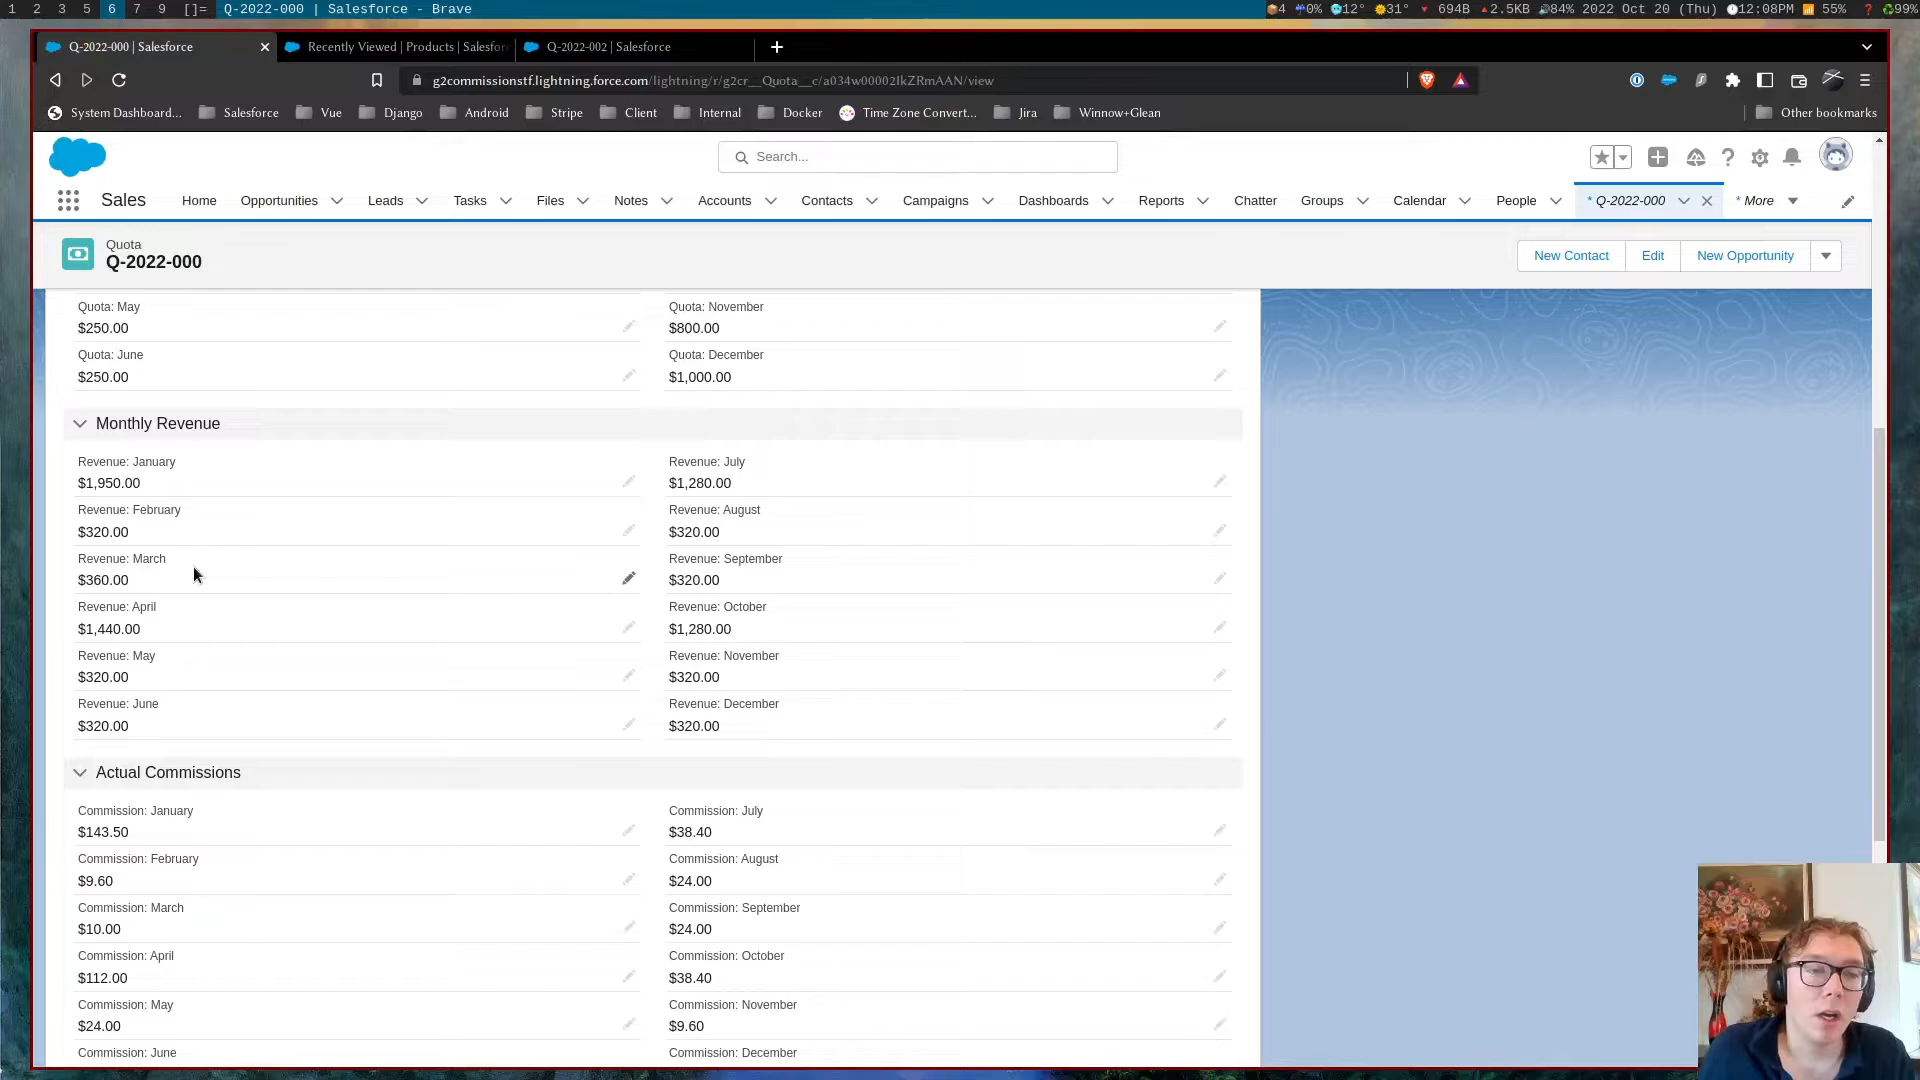 1 2 3 5 6 7 9 []= Q-2022-000 | Salesforce - Brave
4 0% 12° 31° 694B 2.5KB 84% 2022 Oct 20 (Thu) 12:08PM 55% 99%
Q-2022-000 | Salesforce
Recently Viewed | Products | Salesfor
Q-2022-002 | Salesforce
g2commissionstf.lightning.force.com/lightning/r/g2cr__Quota__c/a034w00002lkZRmAAN/view
System Dashboard... Salesforce Vue Django Android Stripe Client Internal Docker Time Zone Convert... Jira Winnow+Glean Other bookmarks
Search...
Sales Home Opportunities Leads Tasks Files Notes Accounts Contacts Campaigns Dashboards Reports Chatter Groups Calendar People * Q-2022-000 * More
Quota
Q-2022-000
New Contact Edit New Opportunity
Quota: May
$250.00
Quota: November
$800.00
Quota: June
$250.00
Quota: December
$1,000.00
Monthly Revenue
Revenue: January
$1,950.00
Revenue: July
$1,280.00
Revenue: February
$320.00
Revenue: August
$320.00
Revenue: March
$360.00
Revenue: September
$320.00
Revenue: April
$1,440.00
Revenue: October
$1,280.00
Revenue: May
$320.00
Revenue: November
$320.00
Revenue: June
$320.00
Revenue: December
$320.00
Actual Commissions
Commission: January
$143.50
Commission: July
$38.40
Commission: February
$9.60
Commission: August
$24.00
Commission: March
$10.00
Commission: September
$24.00
Commission: April
$112.00
Commission: October
$38.40
Commission: May
$24.00
Commission: November
$9.60
Commission: June
Commission: December